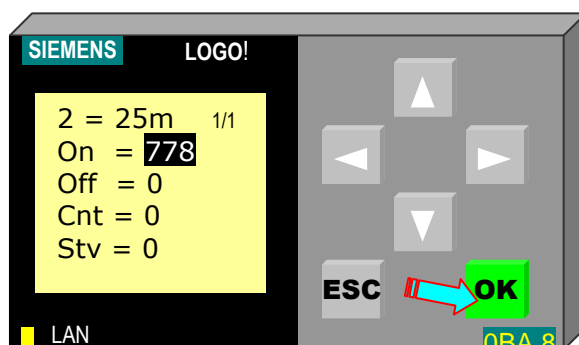 SIEMENS LOGO!
2 = 25m 1/1
On = 778
Off = 0
Cnt = 0
Stv = 0
ESC OK
LAN
0BA 8